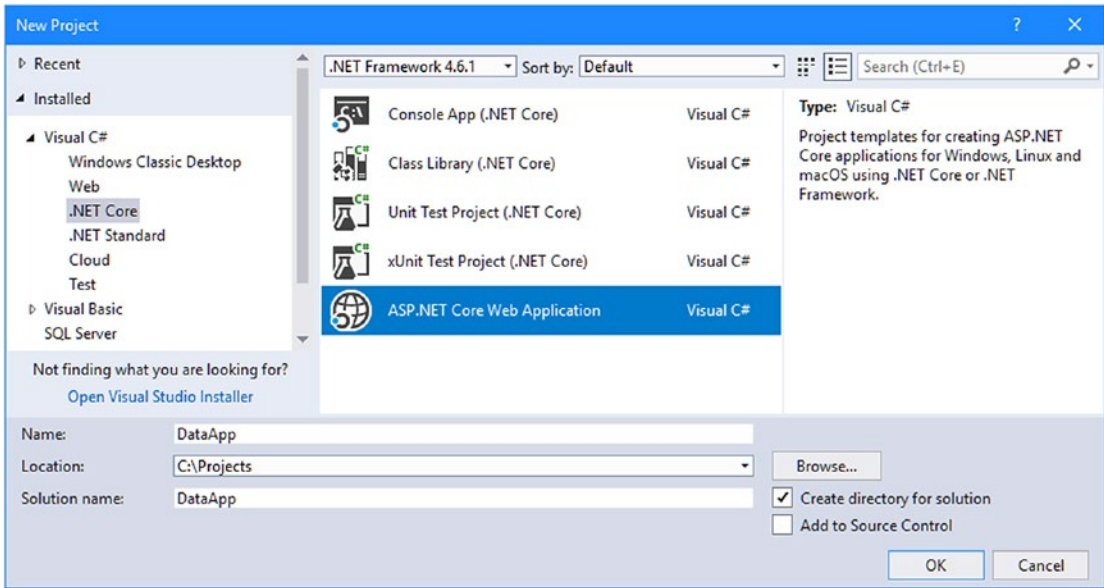 New Project
Recent
Installed
Visual C#
Windows Classic Desktop
Web
.NET Core
.NET Standard
Cloud
Test
Visual Basic
SQL Server
Not finding what you are looking for?
Open Visual Studio Installer
.NET Framework 4.6.1 Sort by: Default
Console App (.NET Core) Visual C#
Class Library (.NET Core) Visual C#
Unit Test Project (.NET Core) Visual C#
xUnit Test Project (.NET Core) Visual C#
ASP.NET Core Web Application Visual C#
Search (Ctrl+E)
Type: Visual C#
Project templates for creating ASP.NET
Core applications for Windows, Linux and
macOS using .NET Core or .NET
Framework.
Name: DataApp
Location: C:\Projects Browse...
Solution name: DataApp
Create directory for solution
Add to Source Control
OK Cancel